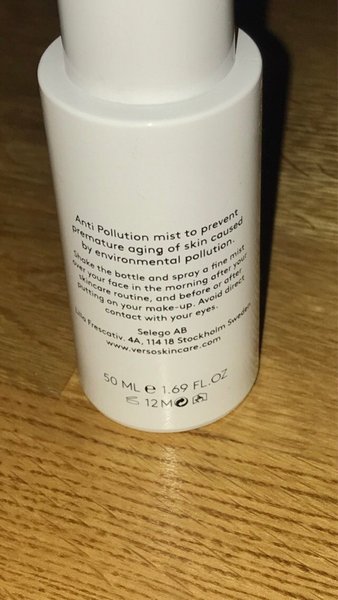 Anti Pollution mist to prevent
premature aging of skin caused
by environmental pollution.
Shake the bottle and spray a fine mist
over your face in the morning after your
skincare routine, and before or after
putting on your make-up. Avoid direct
contact with your eyes.
Selego AB
Lilla Frescativ. 4A, 114 18 Stockholm Sweden
www.versoskincare.com
50 ML e 1.69 FL.OZ
12M